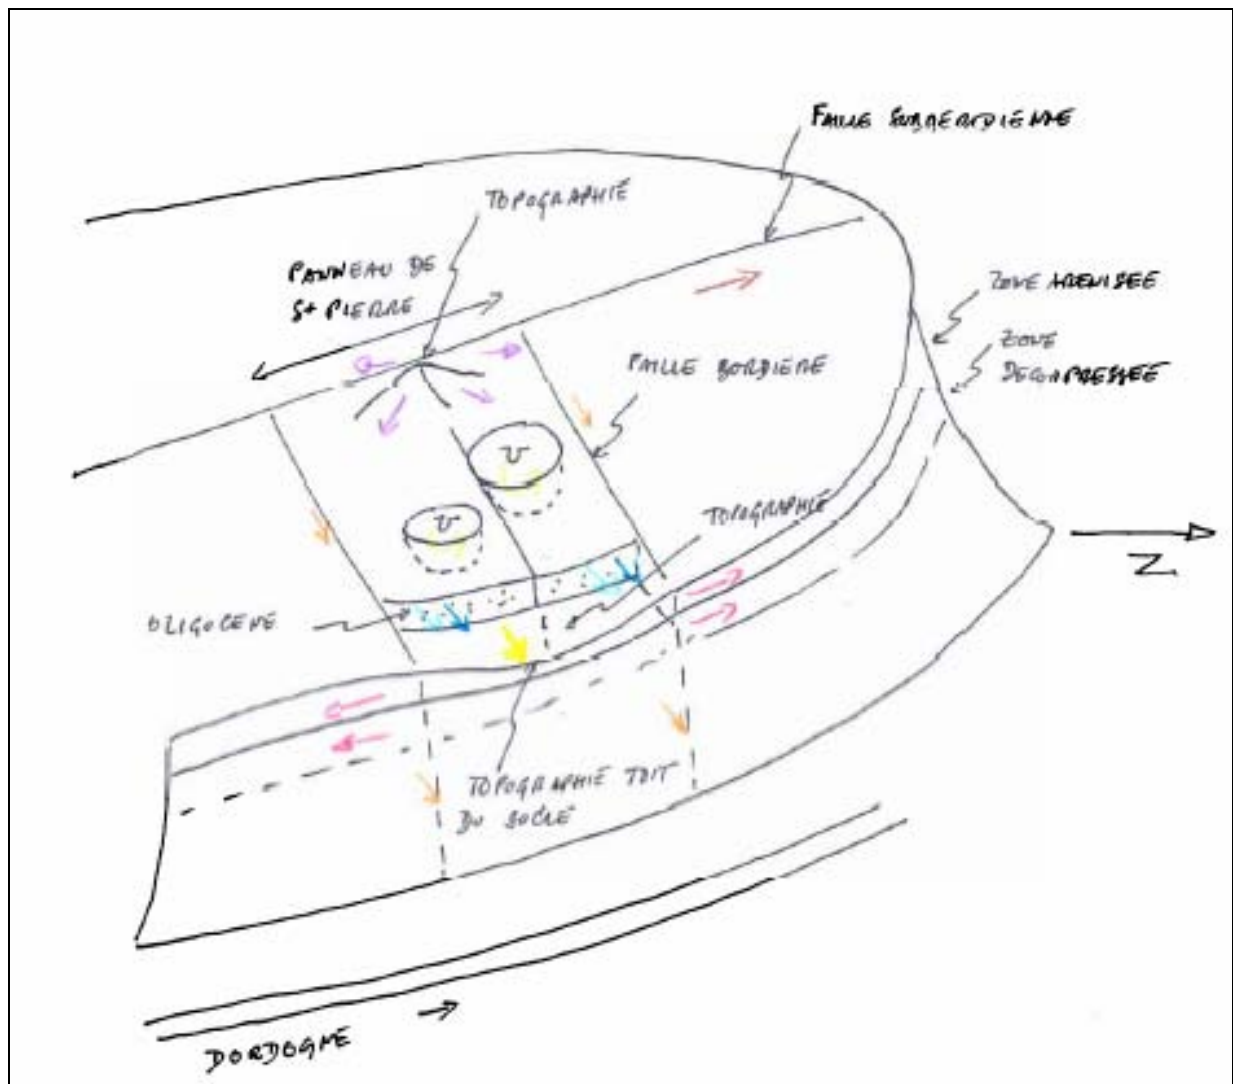 FAILLE SUBMERIDIENNE
TOPOGRAPHIE
PANNEAU DE
St PIERRE
ZONE ARENISEE
ZONE
DECOMPRESSEE
FAILLE BORDIERE
U
U
TOPOGRAPHIE
OLIGOCENE
N
TOPOGRAPHIE TOIT
DU SOCLE
DORDOGNE